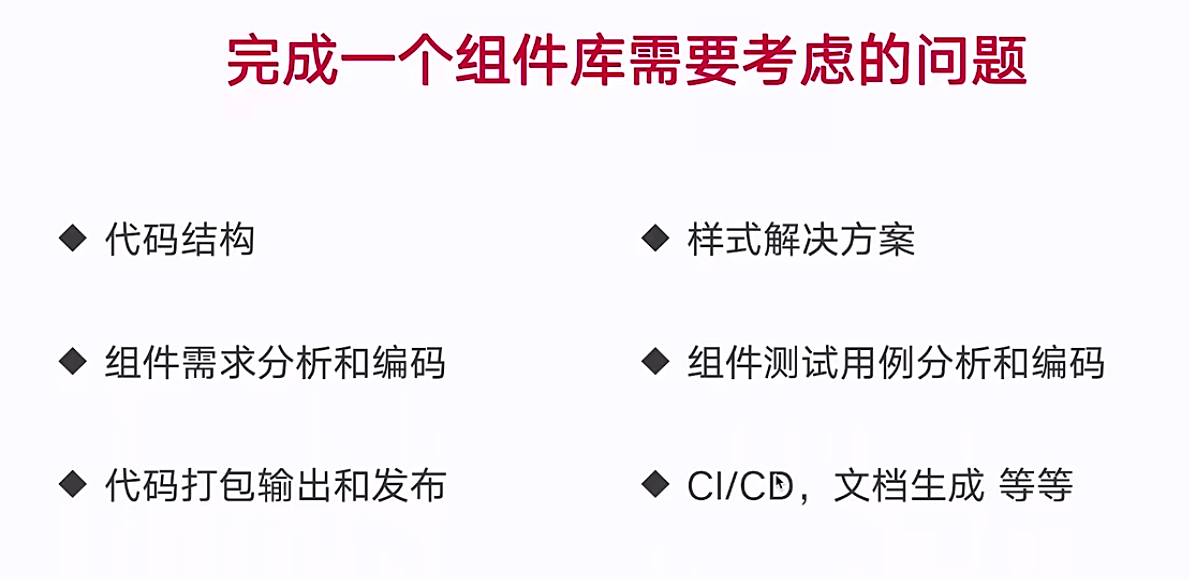 完成一个组件库需要考虑的问题
◆ 代码结构
◆ 样式解决方案
◆ 组件需求分析和编码
◆ 组件测试用例分析和编码
◆ 代码打包输出和发布
◆ CI/CD，文档生成 等等